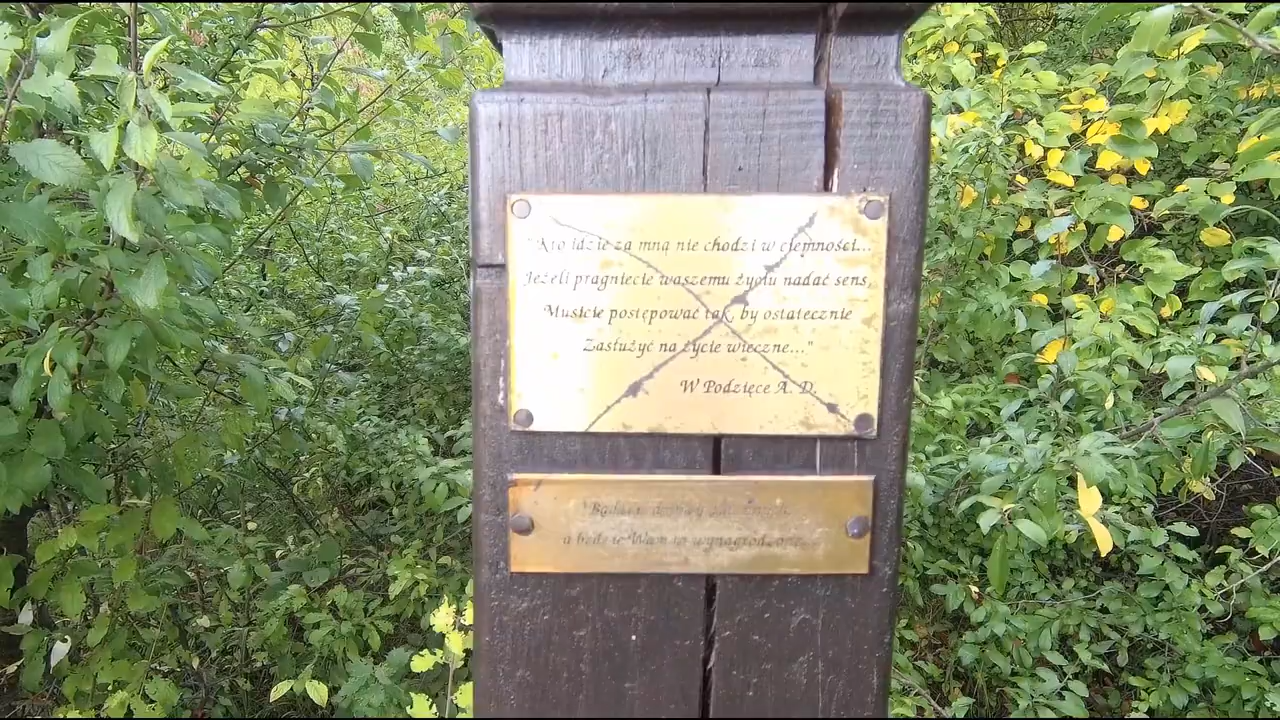 "Kto idzie za mną nie chodzi w ciemności...
Jeżeli pragniecie waszemu życiu nadać sens,
Musicie postępować tak, by ostatecznie
Zasłużyć na życie wieczne..."
W Podzięce A. D.
a będzie Wam to wynagrodzone...